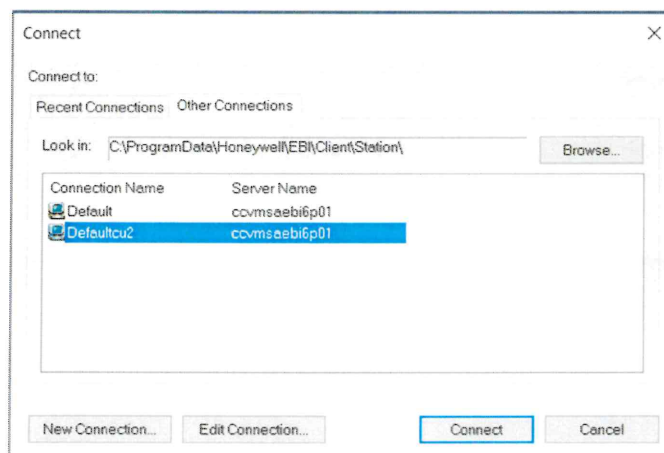 Connect
Connect to:
Recent Connections Other Connections
Look in: C:\ProgramData\Honeywell\EBI\Client\Station\ Browse...
Connection Name Server Name
Default ccvmsaebi6p01
Defaultcu2 ccvmsaebi6p01
New Connection... Edit Connection... Connect Cancel